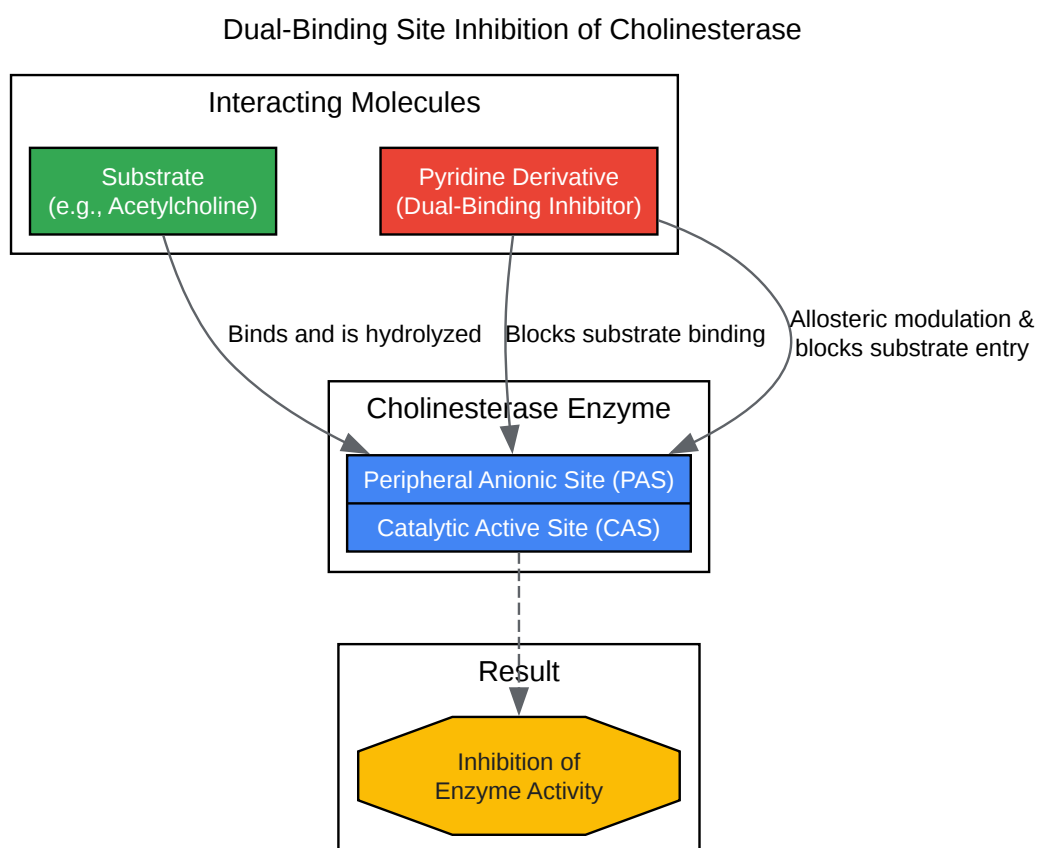 Dual-Binding Site Inhibition of Cholinesterase
Interacting Molecules
Substrate
(e.g., Acetylcholine)
Pyridine Derivative
(Dual-Binding Inhibitor)
Binds and is hydrolyzed
Blocks substrate binding
Allosteric modulation &
blocks substrate entry
Cholinesterase Enzyme
Peripheral Anionic Site (PAS)
Catalytic Active Site (CAS)
Result
Inhibition of
Enzyme Activity